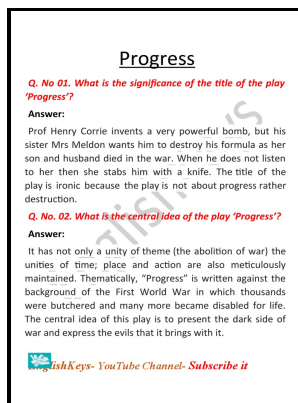 Progress
Q. No 01. What is the significance of the title of the play
‘Progress’?
Answer:
Prof Henry Corrie invents a very powerful bomb, but his
sister Mrs Meldon wants him to destroy his formula as her
son and husband died in the war. When he does not listen
to her then she stabs him with a knife. The title of the
play is ironic because the play is not about progress rather
destruction.
Q. No. 02. What is the central idea of the play ‘Progress’?
Answer:
It has not only a unity of theme (the abolition of war) the
unities of time; place and action are also meticulously
maintained. Thematically, “Progress” is written against the
background of the First World War in which thousands
were butchered and many more became disabled for life.
The central idea of this play is to present the dark side of
war and express the evils that it brings with it.
EnglishKeys- YouTube Channel- Subscribe it